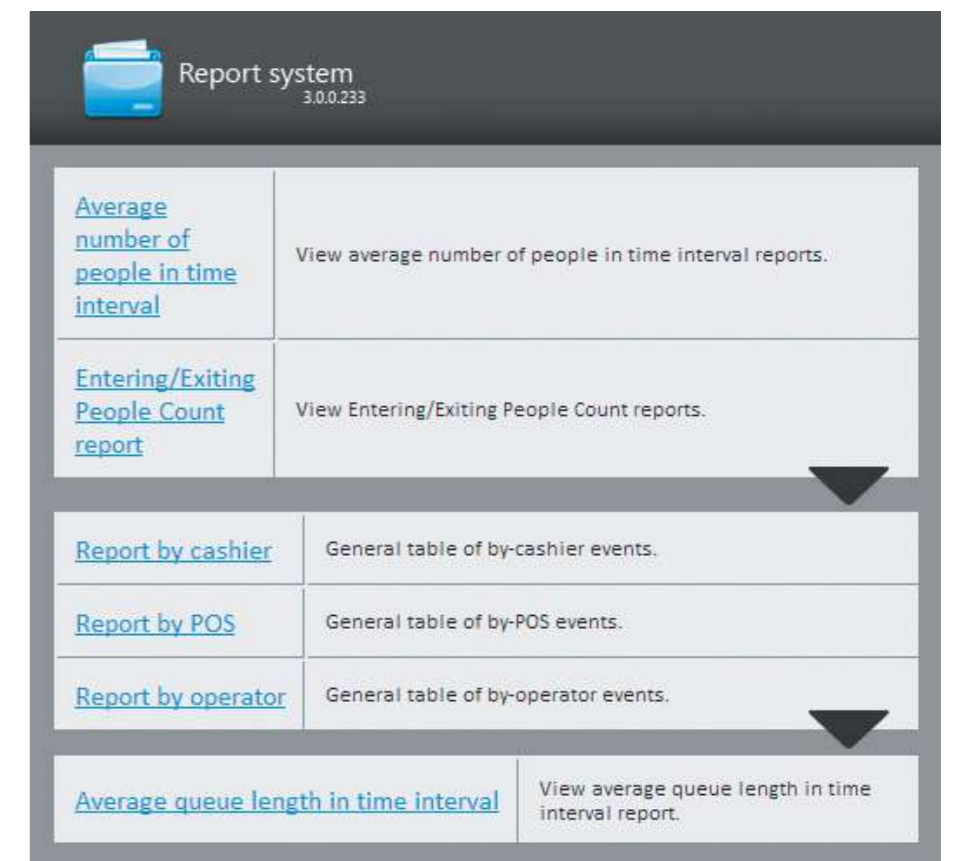 Report system
3.0.0.233
Average
number of
people in time
interval
View average number of people in time interval reports.
Entering/Exiting
People Count
report
View Entering/Exiting People Count reports.
Report by cashier
General table of by-cashier events.
Report by POS
General table of by-POS events.
Report by operator
General table of by-operator events.
Average queue length in time interval
View average queue length in time
interval report.